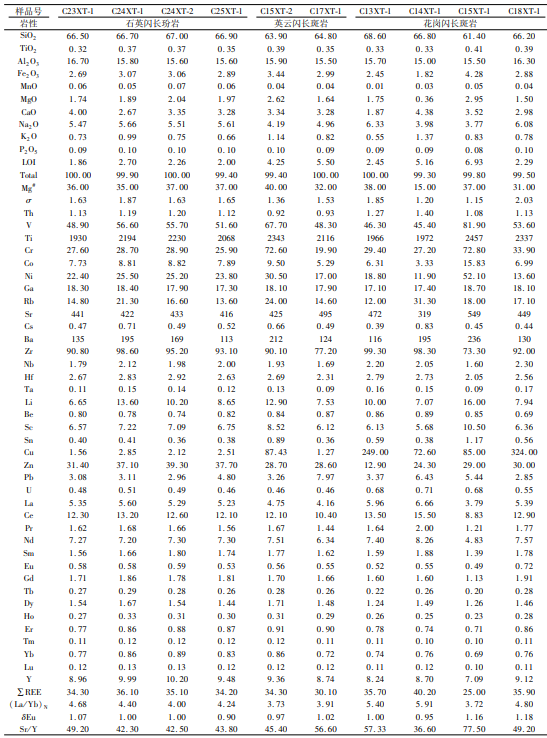 样品号 C23XT-1 C24XT-1 C24XT-2 C25XT-1 C15XT-2 C17XT-1 C13XT-1 C14XT-1 C15XT-1 C18XT-1
岩性 石英闪长玢岩 英云闪长斑岩 花岗闪长斑岩
SiO2 66.50 66.70 67.00 66.90 63.90 64.80 68.60 66.80 61.40 66.20
TiO2 0.32 0.37 0.37 0.35 0.39 0.35 0.33 0.33 0.41 0.39
Al2O3 16.70 15.80 15.60 15.60 15.90 15.50 15.70 15.00 15.50 16.30
Fe2O3 2.69 3.07 3.06 2.89 3.44 2.99 2.45 1.82 4.28 2.88
MnO 0.06 0.05 0.07 0.06 0.04 0.04 0.01 0.03 0.05 0.04
MgO 1.74 1.89 2.04 1.97 2.62 1.64 1.75 0.36 2.95 1.50
CaO 4.00 2.67 3.35 3.28 3.34 3.28 1.87 4.38 3.52 2.98
Na2O 5.47 5.66 5.51 5.61 4.19 4.96 6.33 3.98 3.77 6.08
K2O 0.73 0.99 0.75 0.66 1.14 0.82 0.55 1.37 0.83 0.78
P2O5 0.09 0.10 0.10 0.10 0.10 0.09 0.09 0.09 0.08 0.10
LOI 1.86 2.70 2.26 2.00 4.25 5.50 2.45 5.16 6.93 2.29
Total 100.00 99.90 100.00 99.40 99.40 100.00 100.00 99.30 99.80 99.50
Mg# 36.00 35.00 37.00 37.00 40.00 32.00 38.00 15.00 37.00 31.00
σ 1.63 1.87 1.63 1.65 1.36 1.53 1.85 1.20 1.15 2.03
Th 1.13 1.19 1.20 1.12 0.92 0.93 1.27 1.40 1.08 1.13
V 48.90 56.60 55.70 51.60 67.70 48.30 46.30 45.40 81.90 53.60
Ti 1930 2194 2230 2068 2343 2116 1966 1972 2457 2337
Cr 27.60 28.70 28.90 25.90 72.60 19.90 29.40 27.20 72.80 33.90
Co 7.73 8.81 8.82 7.89 9.50 5.29 6.31 3.33 15.83 6.99
Ni 22.40 25.50 25.20 23.80 30.50 17.00 18.80 11.90 52.10 13.60
Ga 18.30 18.40 17.90 17.30 18.10 17.90 17.10 17.40 18.70 18.10
Rb 14.80 21.30 16.60 13.60 24.00 14.60 12.00 31.30 18.00 17.10
Sr 441 422 433 416 425 495 472 319 549 449
Cs 0.47 0.71 0.49 0.52 0.66 0.49 0.39 0.83 0.45 0.44
Ba 135 195 169 113 212 124 116 195 236 130
Zr 90.80 98.60 95.20 93.10 90.10 77.20 99.30 98.30 73.30 92.00
Nb 1.79 2.12 1.98 2.00 1.93 1.69 2.20 2.05 1.60 2.30
Hf 2.67 2.83 2.92 2.63 2.69 2.31 2.79 2.73 2.05 2.56
Ta 0.11 0.15 0.14 0.12 0.13 0.09 0.16 0.15 0.09 0.17
Li 6.65 13.60 10.20 8.65 12.90 7.53 10.00 7.07 16.00 7.94
Be 0.80 0.78 0.74 0.82 0.84 0.87 0.86 0.89 0.85 0.69
Sc 6.57 7.22 7.09 6.75 8.52 6.12 6.13 5.68 10.50 6.36
Sn 0.40 0.41 0.36 0.38 0.89 0.36 0.59 0.38 1.17 0.56
Cu 1.56 2.85 2.12 2.51 87.43 1.27 249.00 72.60 85.00 324.00
Zn 31.40 37.10 39.30 37.70 28.70 28.60 12.90 24.30 29.00 30.00
Pb 3.08 3.11 2.96 4.80 3.26 7.97 3.37 6.43 5.44 2.85
U 0.48 0.51 0.49 0.46 0.46 0.48 0.68 0.71 0.68 0.55
La 5.35 5.60 5.29 5.23 4.75 4.16 5.96 6.66 3.79 5.39
Ce 12.30 13.20 12.60 12.10 12.10 10.40 13.50 15.50 8.83 12.90
Pr 1.62 1.68 1.66 1.56 1.67 1.44 1.64 2.00 1.21 1.77
Nd 7.27 7.20 7.30 7.30 7.51 6.34 7.40 8.26 4.83 7.57
Sm 1.56 1.66 1.80 1.74 1.77 1.62 1.59 1.88 1.39 1.78
Eu 0.58 0.58 0.59 0.53 0.56 0.55 0.52 0.55 0.49 0.72
Gd 1.71 1.86 1.78 1.81 1.70 1.66 1.60 1.60 1.13 1.91
Tb 0.27 0.29 0.28 0.26 0.28 0.26 0.22 0.26 0.20 0.28
Dy 1.54 1.67 1.54 1.44 1.71 1.48 1.24 1.49 1.26 1.46
Ho 0.27 0.33 0.31 0.30 0.31 0.29 0.26 0.25 0.23 0.28
Er 0.77 0.86 0.88 0.87 0.91 0.90 0.78 0.74 0.71 0.86
Tm 0.11 0.12 0.12 0.12 0.12 0.11 0.11 0.10 0.10 0.11
Yb 0.77 0.86 0.89 0.83 0.86 0.72 0.74 0.76 0.69 0.76
Lu 0.12 0.13 0.13 0.12 0.12 0.12 0.11 0.12 0.10 0.11
Y 8.96 9.99 10.20 9.48 9.36 8.74 8.24 8.70 7.09 9.12
∑REE 34.30 36.10 35.10 34.20 34.30 30.10 35.70 40.20 25.00 35.90
(La/Yb)N 4.68 4.40 4.00 4.24 3.73 3.91 5.40 5.91 3.72 4.80
δEu 1.07 1.00 1.00 0.90 0.97 1.02 1.00 0.95 1.16 1.18
Sr/Y 49.20 42.30 42.50 43.80 45.40 56.60 57.33 36.60 77.50 49.20